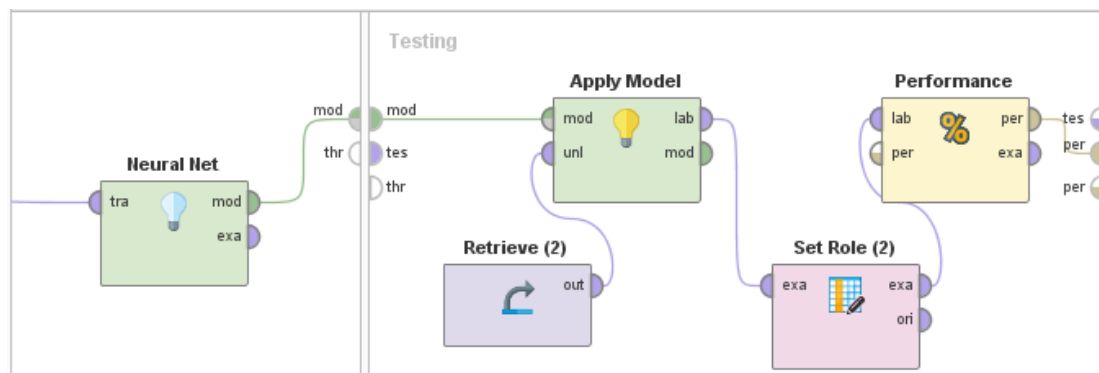 Testing
Apply Model
Performance
mod
mod
mod
lab
lab
per
tes
thr
tes
unl
mod
per
exa
per
thr
per
Neural Net
tra
mod
exa
Retrieve (2)
out
Set Role (2)
exa
exa
ori